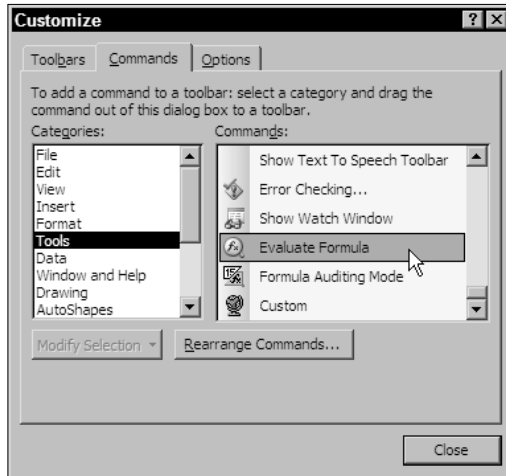 Customize
Toolbars Commands Options
To add a command to a toolbar: select a category and drag the
command out of this dialog box to a toolbar.
Categories: Commands:
File
Edit
View
Insert
Format
Tools
Data
Window and Help
Drawing
AutoShapes
Show Text To Speech Toolbar
Error Checking...
Show Watch Window
Evaluate Formula
Formula Auditing Mode
Custom
Modify Selection Rearrange Commands...
Close